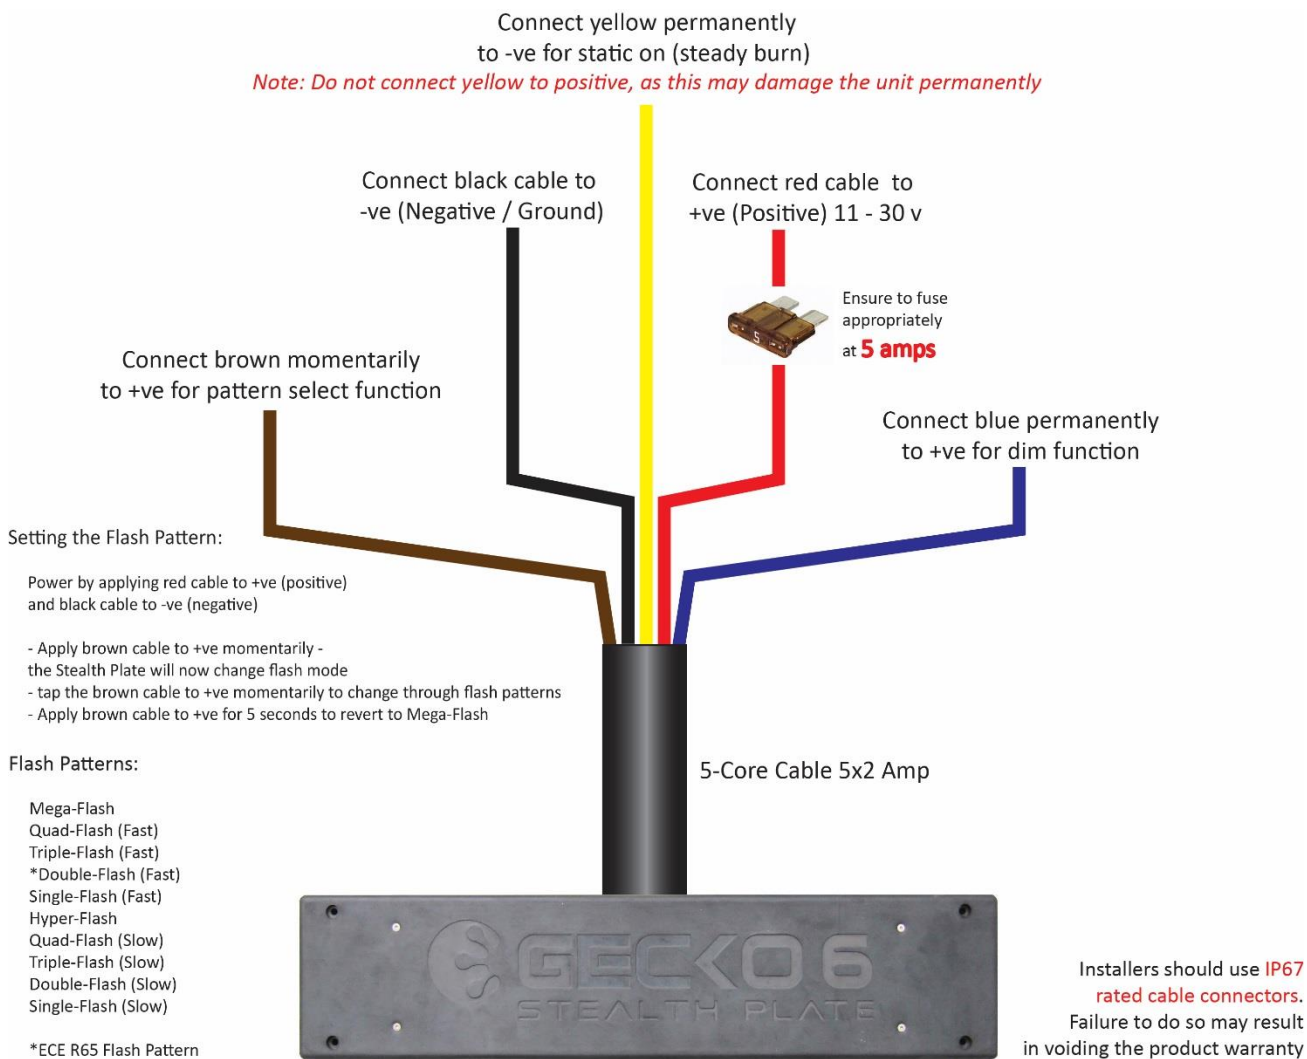 Connect yellow permanently
to -ve for static on (steady burn)
Note: Do not connect yellow to positive, as this may damage the unit permanently
Connect black cable to
-ve (Negative / Ground)
Connect red cable to
+ve (Positive) 11 - 30 v
5
Ensure to fuse
appropriately
at 5 amps
Connect brown momentarily
to +ve for pattern select function
Connect blue permanently
to +ve for dim function
Setting the Flash Pattern:
Power by applying red cable to +ve (positive)
and black cable to -ve (negative)
- Apply brown cable to +ve momentarily -
the Stealth Plate will now change flash mode
- tap the brown cable to +ve momentarily to change through flash patterns
- Apply brown cable to +ve for 5 seconds to revert to Mega-Flash
Flash Patterns:
Mega-Flash
Quad-Flash (Fast)
Triple-Flash (Fast)
*Double-Flash (Fast)
Single-Flash (Fast)
Hyper-Flash
Quad-Flash (Slow)
Triple-Flash (Slow)
Double-Flash (Slow)
Single-Flash (Slow)
*ECE R65 Flash Pattern
5-Core Cable 5x2 Amp
GECKO 6
STEALTH PLATE
Installers should use IP67
rated cable connectors.
Failure to do so may result
in voiding the product warranty